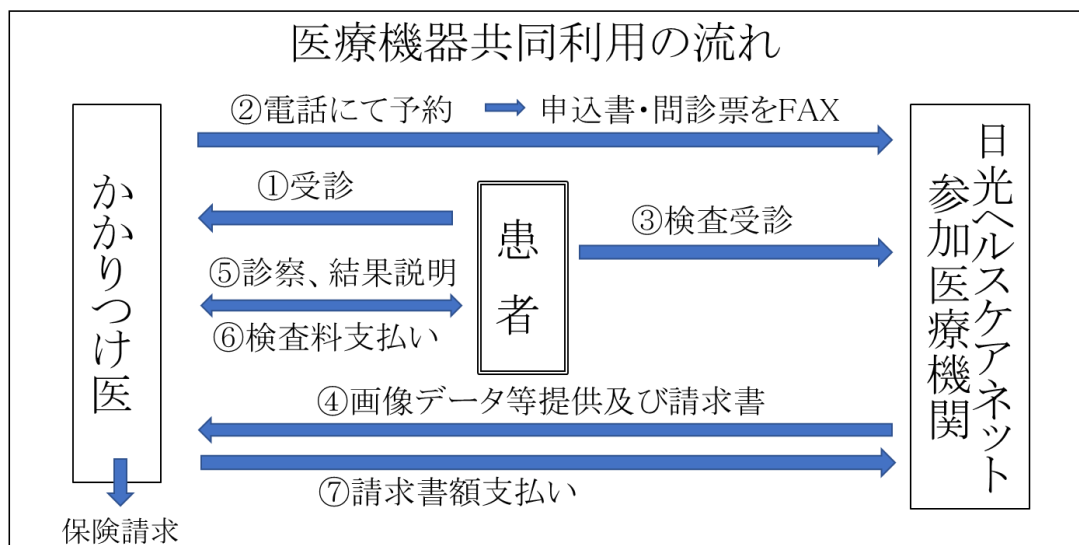 医療機器共同利用の流れ
②電話にて予約 → 申込書・問診票をFAX
かかりつけ医
①受診
患者
③検査受診
日光ヘルスケアネット
参加医療機関
⑤診察、結果説明
⑥検査料支払い
④画像データ等提供及び請求書
⑦請求書額支払い
保険請求